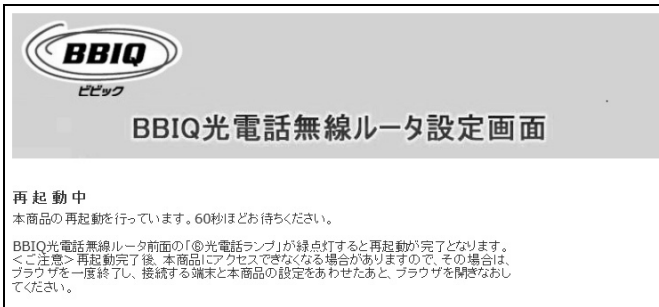 BBIQ
ビビック
BBIQ光電話無線ルータ設定画面
再起動中
本商品の再起動を行っています。60秒ほどお待ちください。
BBIQ光電話無線ルータ前面の「⑥光電話ランプ」が緑点灯すると再起動が完了となります。
＜ご注意＞再起動完了後、本商品にアクセスできなくなる場合がありますので、その場合は、
ブラウザを一度終了し、接続する端末と本商品の設定をあわせたあと、ブラウザを開きなおし
てください。